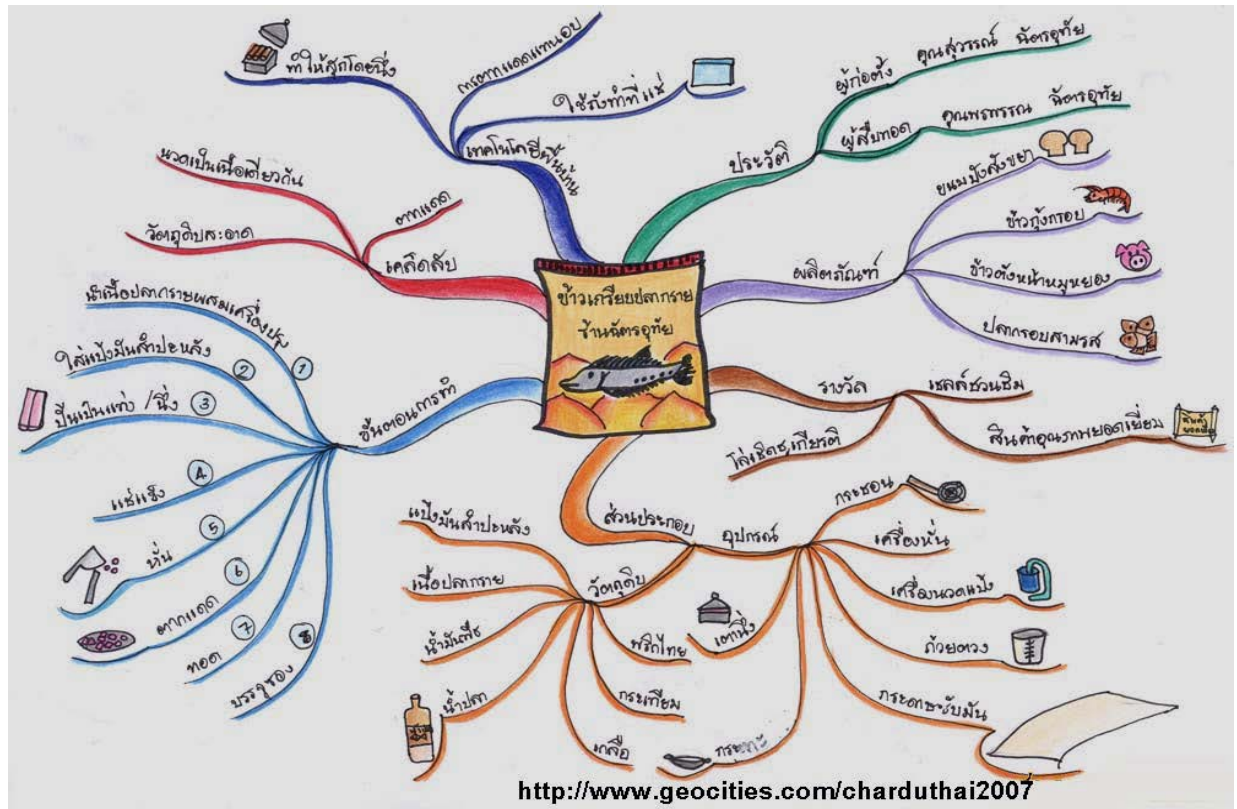 ข้าวเกรียบปลากราย
ร้านฉัตรอุทัย
ประวัติ
ผู้ก่อตั้ง
คุณสุวรรณ์ ฉัตรอุทัย
ผู้สืบทอด
คุณพรพรรณ ฉัตรอุทัย
ผลิตภัณฑ์
ขนมปังสังขยา
ข้าวกุ้งกรอบ
ข้าวตังหน้าหมูหยอง
ปลากรอบสามรส
รางวัล
เชลล์ชวนชิม
สินค้าคุณภาพยอดเยี่ยม
โล่เชิดชูเกียรติ
ส่วนประกอบ
อุปกรณ์
กระชอน
เครื่องหั่น
เครื่องนวดแป้ง
ถ้วยตวง
กระดาษซับมัน
กระทะ
เตานึ่ง
วัตถุดิบ
แป้งมันสำปะหลัง
เนื้อปลากราย
น้ำมันพืช
น้ำปลา
เกลือ
กระเทียม
พริกไทย
ขั้นตอนการทำ
นำเนื้อปลากรายผสมเครื่องปรุง
1
ใส่แป้งมันสำปะหลัง
2
ปั้นเป็นแท่ง / นึ่ง
3
แช่แข็ง
4
หั่น
5
ตากแดด
6
ทอด
7
บรรจุซอง
8
เคล็ดลับ
นวดเป็นเนื้อเดียวกัน
วัตถุดิบสะอาด
ตากแดด
เทคโนโลยีพื้นบ้าน
ทำให้สุกโดยนึ่ง
การตากแดดแทนอบ
ใช้ถังทำที่แช่
http://www.geocities.com/charduthai2007